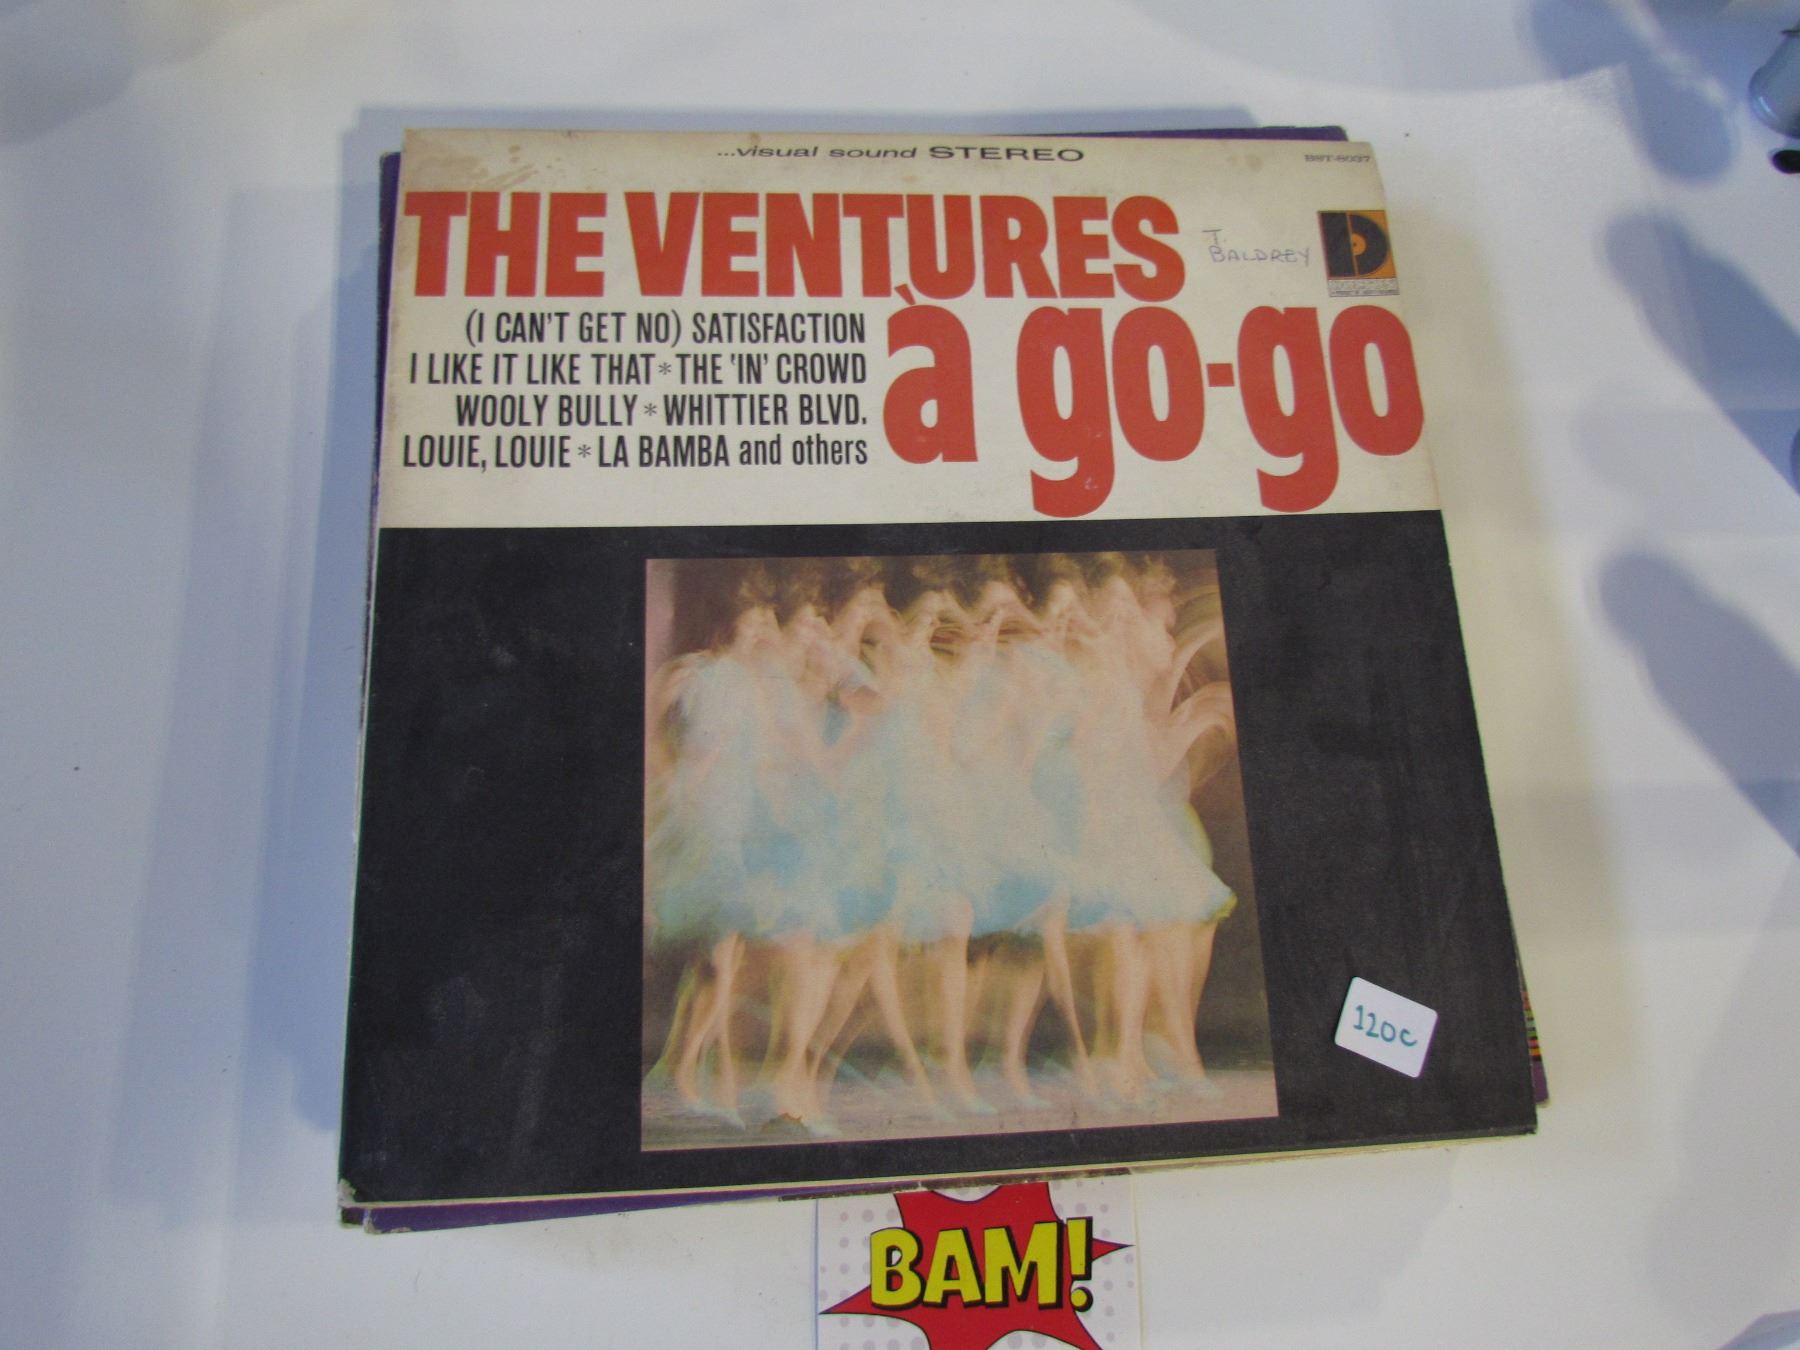 ...visual sound STEREO
BST-8037
THE VENTURES
T.
BALDREY
à go-go
(I CAN'T GET NO) SATISFACTION
I LIKE IT LIKE THAT * THE 'IN' CROWD
WOOLY BULLY * WHITTIER BLVD.
LOUIE, LOUIE * LA BAMBA and others
120c
BAM!